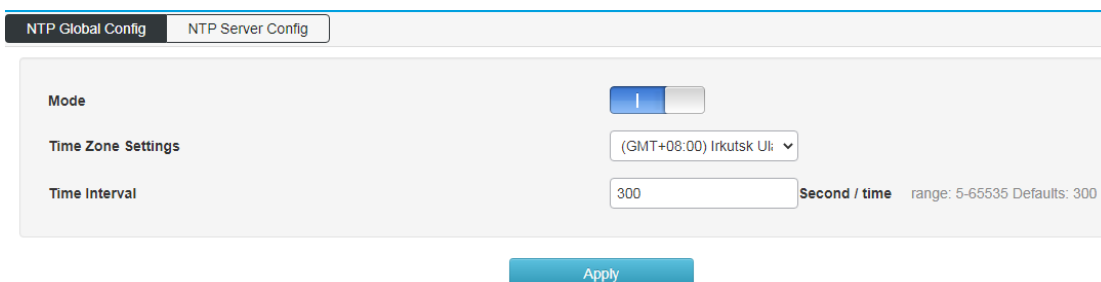 NTP Global Config NTP Server Config
Mode
Time Zone Settings (GMT+08:00) Irkutsk
Time Interval 300 Second / time range: 5-65535 Defaults: 300
Apply